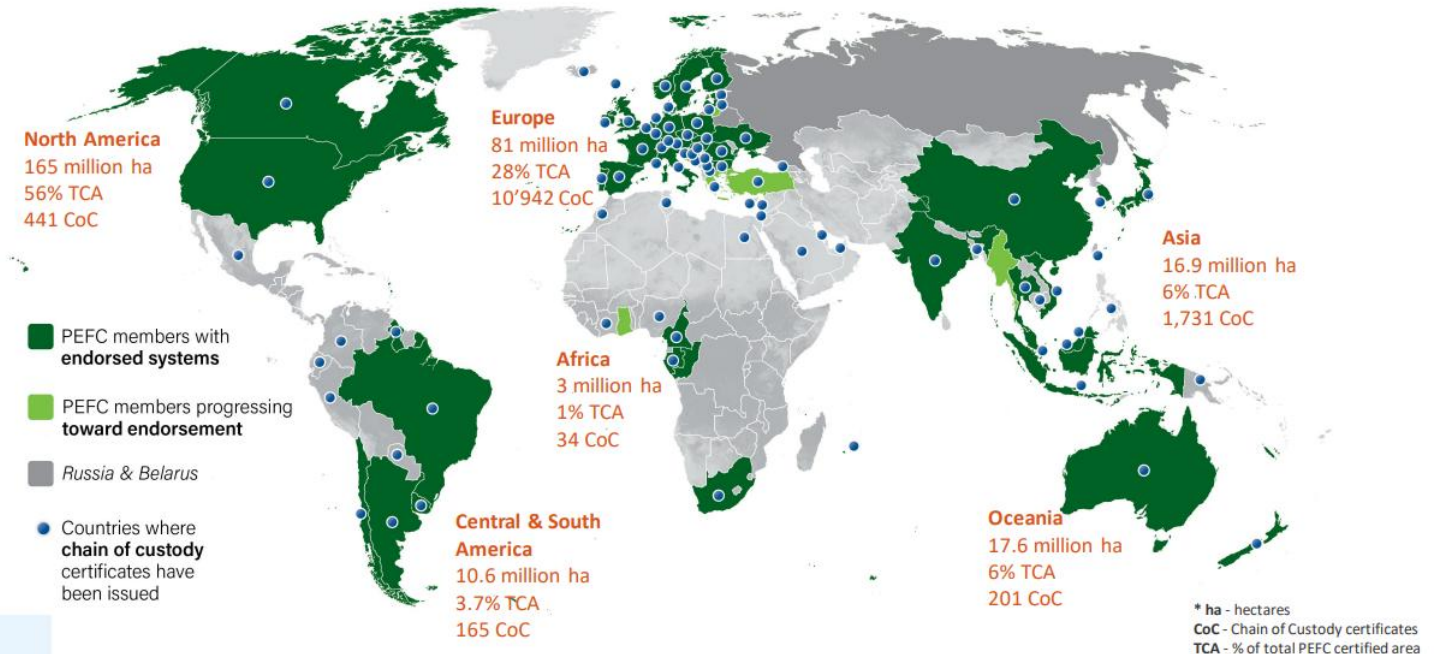 North America
165 million ha
56% TCA
441 CoC
Europe
81 million ha
28% TCA
10’942 CoC
Asia
16.9 million ha
6% TCA
1,731 CoC
Africa
3 million ha
1% TCA
34 CoC
Central & South
America
10.6 million ha
3.7% TCA
165 CoC
Oceania
17.6 million ha
6% TCA
201 CoC
PEFC members with
endorsed systems
PEFC members progressing
toward endorsement
Russia & Belarus
Countries where
chain of custody
certificates have
been issued
* ha - hectares
CoC - Chain of Custody certificates
TCA - % of total PEFC certified area